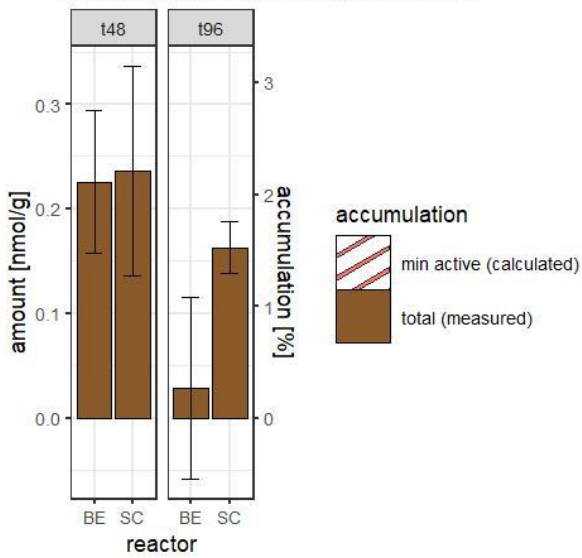 t48 t96
0.3
0.2
0.1
0.0
amount [nmol/g]
3
2
1
0
accumulation [%]
BE SC BE SC
reactor
accumulation
min active (calculated)
total (measured)